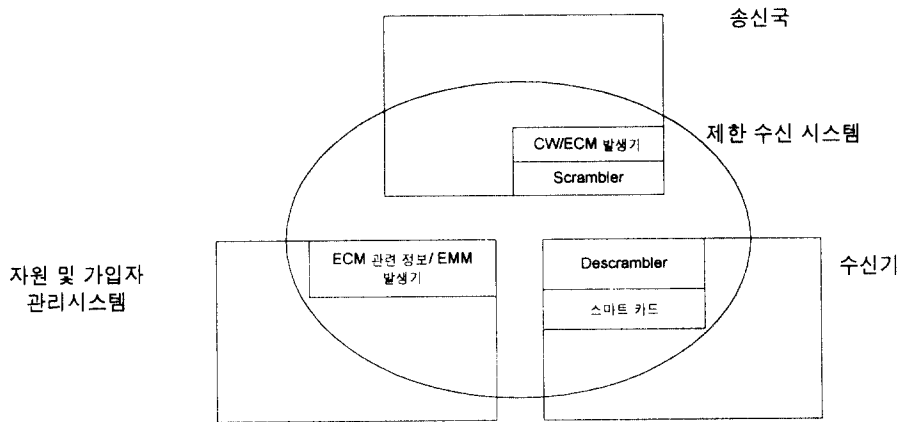 송신국
제한 수신 시스템
CW/ECM 발생기
Scrambler
자원 및 가입자
관리시스템
ECM 관련 정보/ EMM
발생기
Descrambler
스마트 카드
수신기